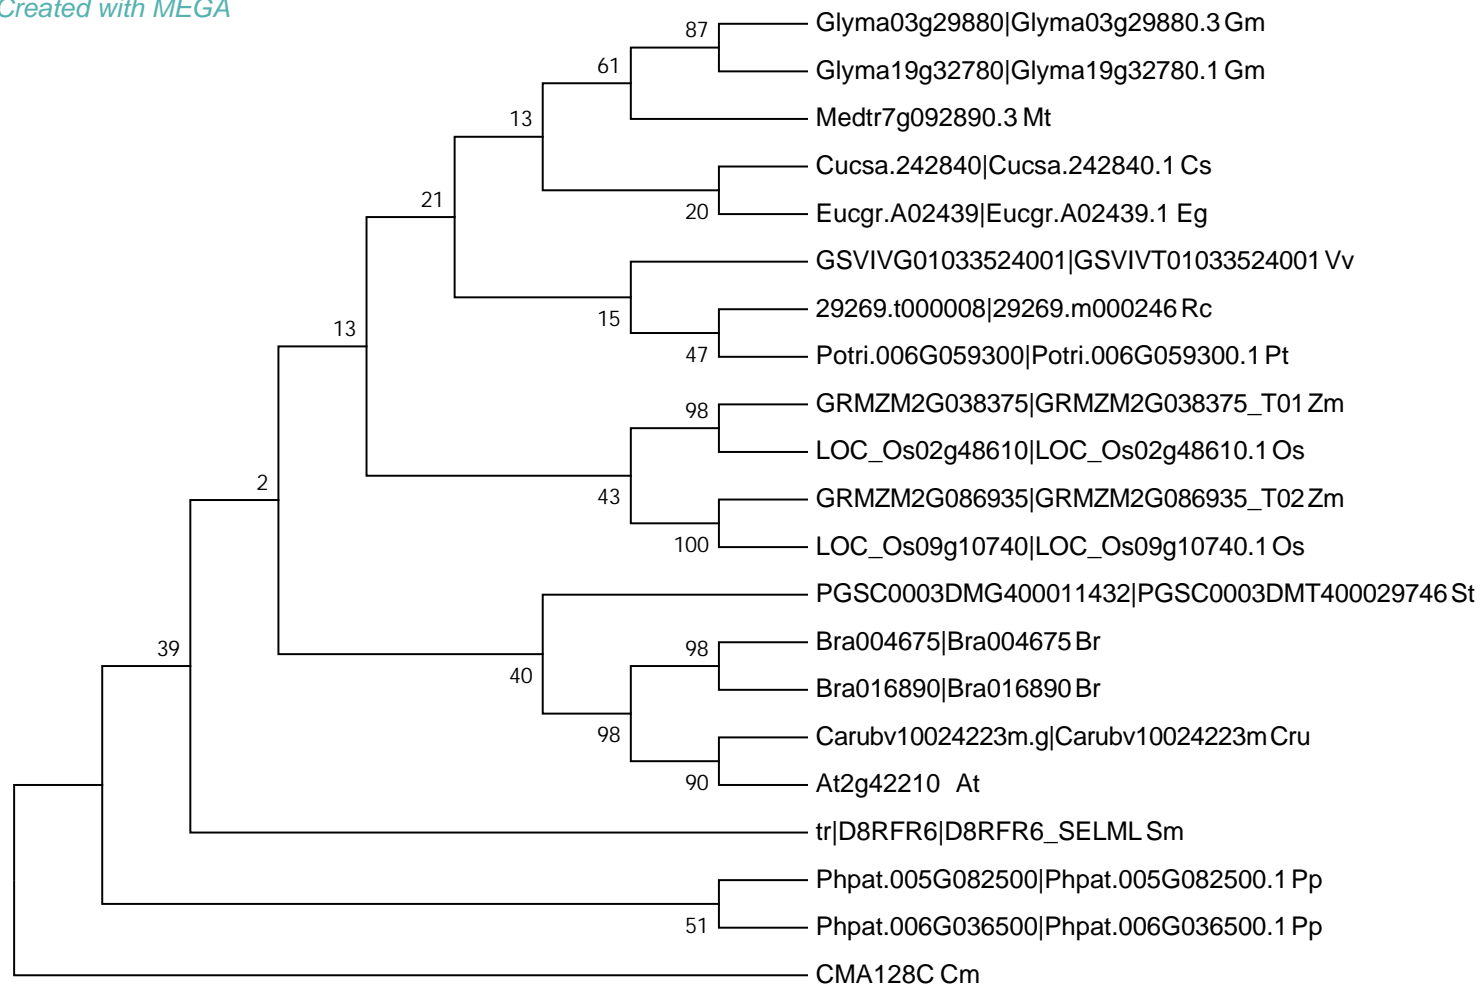 Created with MEGA
87
Glyma03g29880|Glyma03g29880.3 Gm
61
Glyma19g32780|Glyma19g32780.1 Gm
13
Medtr7g092890.3 Mt
Cucsa.242840|Cucsa.242840.1 Cs
21
20
Eucgr.A02439|Eucgr.A02439.1 Eg
GSVIVG01033524001|GSVIVT01033524001 Vv
13
15
29269.t000008|29269.m000246 Rc
47
Potri.006G059300|Potri.006G059300.1 Pt
98
GRMZM2G038375|GRMZM2G038375_T01 Zm
LOC_Os02g48610|LOC_Os02g48610.1 Os
2
43
GRMZM2G086935|GRMZM2G086935_T02 Zm
100
LOC_Os09g10740|LOC_Os09g10740.1 Os
PGSC0003DMG400011432|PGSC0003DMT400029746 St
39
98
Bra004675|Bra004675 Br
40
Bra016890|Bra016890 Br
98
Carubv10024223m.g|Carubv10024223m Cru
90
At2g42210 At
tr|D8RFR6|D8RFR6_SELML Sm
Phpat.005G082500|Phpat.005G082500.1 Pp
51
Phpat.006G036500|Phpat.006G036500.1 Pp
CMA128C Cm